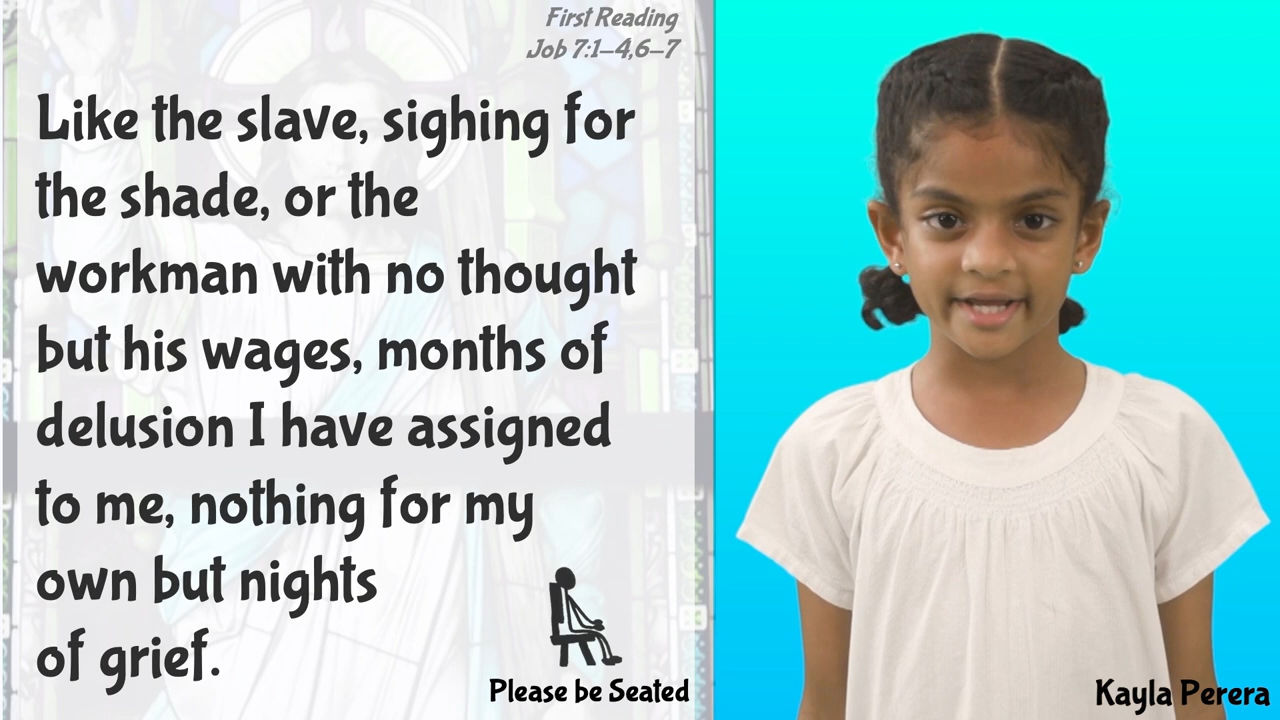 First Reading
Job 7:1–4,6–7
Like the slave, sighing for
the shade, or the
workman with no thought
but his wages, months of
delusion I have assigned
to me, nothing for my
own but nights
of grief.
Please be Seated
Kayla Perera